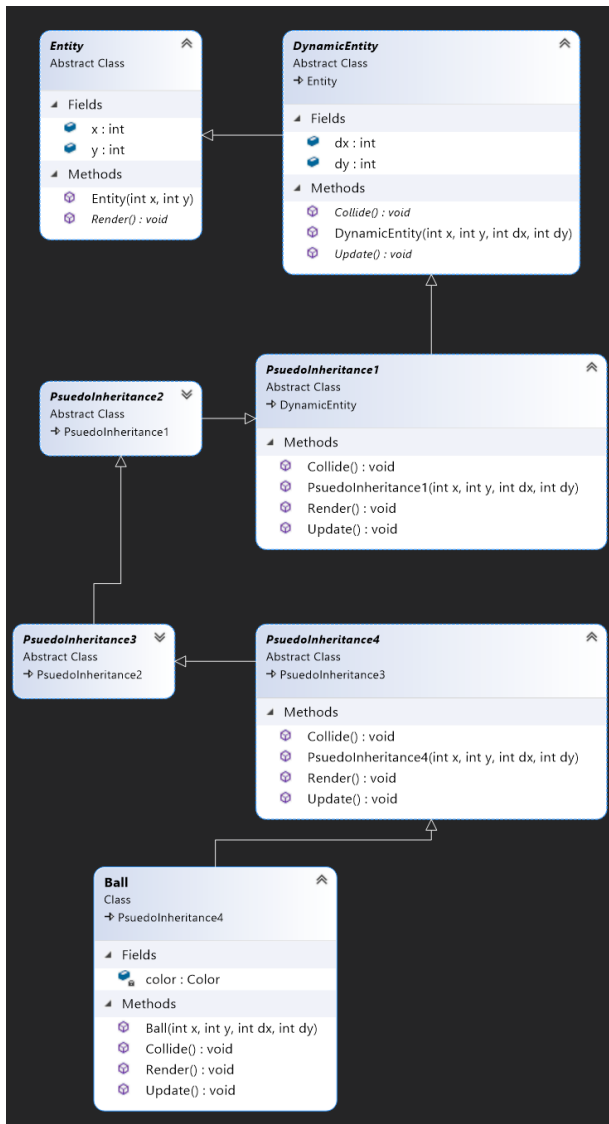 Entity
Abstract Class
Fields
x : int
y : int
Methods
Entity(int x, int y)
Render() : void
DynamicEntity
Abstract Class
Entity
Fields
dx : int
dy : int
Methods
Collide() : void
DynamicEntity(int x, int y, int dx, int dy)
Update() : void
PsuedoInheritance1
Abstract Class
DynamicEntity
Methods
Collide() : void
PsuedoInheritance1(int x, int y, int dx, int dy)
Render() : void
Update() : void
PsuedoInheritance2
Abstract Class
PsuedoInheritance1
PsuedoInheritance3
Abstract Class
PsuedoInheritance2
PsuedoInheritance4
Abstract Class
PsuedoInheritance3
Methods
Collide() : void
PsuedoInheritance4(int x, int y, int dx, int dy)
Render() : void
Update() : void
Ball
Class
PsuedoInheritance4
Fields
color : Color
Methods
Ball(int x, int y, int dx, int dy)
Collide() : void
Render() : void
Update() : void